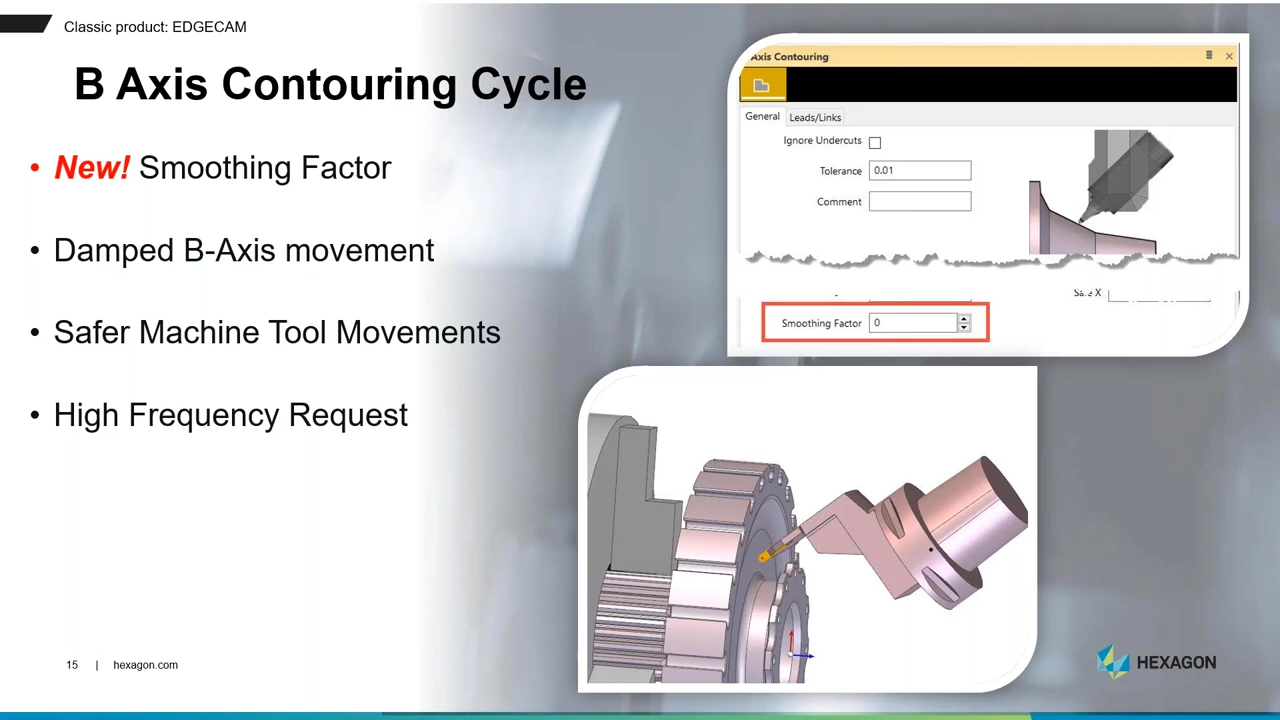 Classic product: EDGECAM
B Axis Contouring Cycle
• New! Smoothing Factor
• Damped B-Axis movement
• Safer Machine Tool Movements
• High Frequency Request
Axis Contouring
General Leads/Links
Ignore Undercuts
Tolerance 0.01
Comment
Safe X
Smoothing Factor 0
15 | hexagon.com
HEXAGON